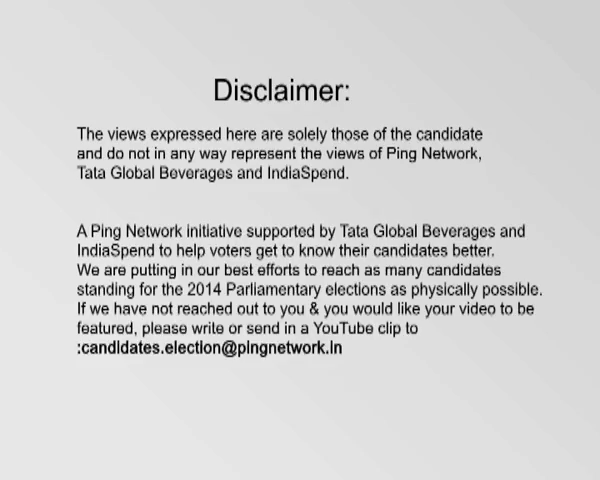 Disclaimer:
The views expressed here are solely those of the candidate
and do not in any way represent the views of Ping Network,
Tata Global Beverages and IndiaSpend.
A Ping Network initiative supported by Tata Global Beverages and
IndiaSpend to help voters get to know their candidates better.
We are putting in our best efforts to reach as many candidates
standing for the 2014 Parliamentary elections as physically possible.
If we have not reached out to you & you would like your video to be
featured, please write or send in a YouTube clip to
:candidates.election@pingnetwork.in